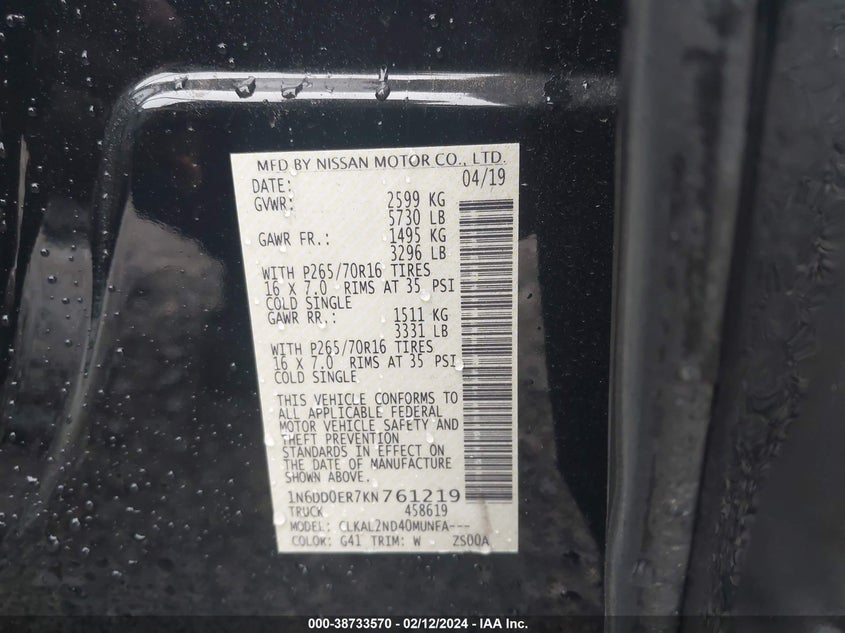 MFD BY NISSAN MOTOR CO., LTD.
DATE: 04/19
GVWR: 2599 KG
5730 LB
GAWR FR.: 1495 KG
3296 LB
WITH P265/70R16 TIRES
16 X 7.0 RIMS AT 35 PSI
COLD SINGLE
GAWR RR.: 1511 KG
3331 LB
WITH P265/70R16 TIRES
16 X 7.0 RIMS AT 35 PSI
COLD SINGLE
THIS VEHICLE CONFORMS TO
ALL APPLICABLE FEDERAL
MOTOR VEHICLE SAFETY AND
THEFT PREVENTION
STANDARDS IN EFFECT ON
THE DATE OF MANUFACTURE
SHOWN ABOVE.
1N6DD0ER7KN761219
TRUCK 458619
MODEL: CLKAL2ND40MUNFA---
COLOR: G41 TRIM: W ZS00A
000-38733570 - 02/12/2024 - IAA Inc.